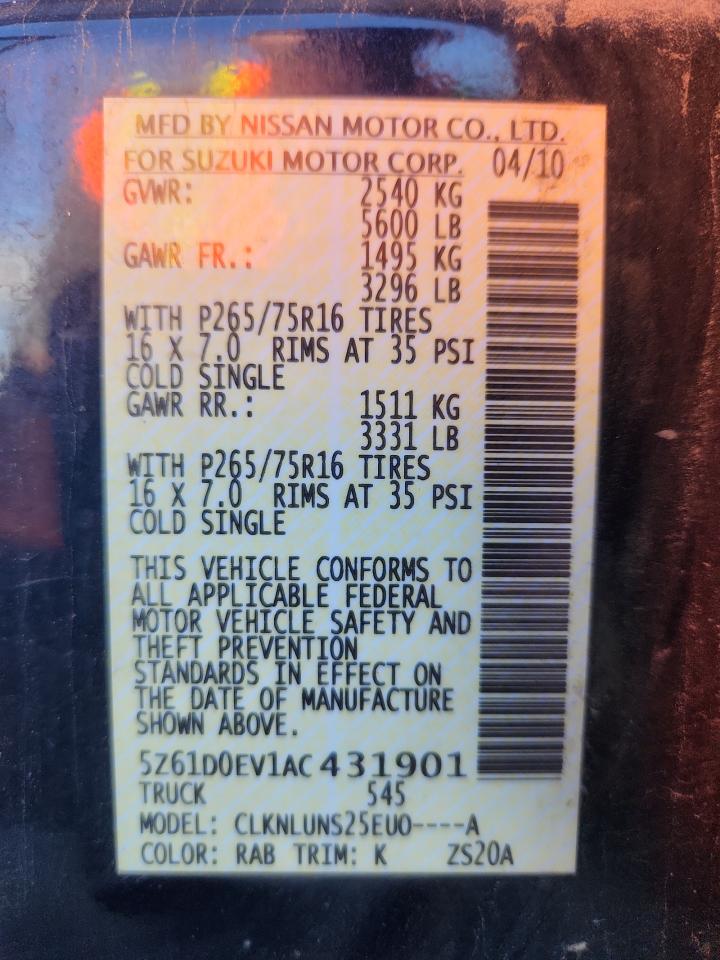 MFD BY NISSAN MOTOR CO., LTD.
FOR SUZUKI MOTOR CORP. 04/10
GVWR: 2540 KG
5600 LB
GAWR FR.: 1495 KG
3296 LB
WITH P265/75R16 TIRES
16 X 7.0 RIMS AT 35 PSI
COLD SINGLE
GAWR RR.: 1511 KG
3331 LB
WITH P265/75R16 TIRES
16 X 7.0 RIMS AT 35 PSI
COLD SINGLE
THIS VEHICLE CONFORMS TO
ALL APPLICABLE FEDERAL
MOTOR VEHICLE SAFETY AND
THEFT PREVENTION
STANDARDS IN EFFECT ON
THE DATE OF MANUFACTURE
SHOWN ABOVE.
5Z61D0EV1AC431901
TRUCK 545
MODEL: CLKNLUNS25EUO----A
COLOR: RAB TRIM: K ZS20A